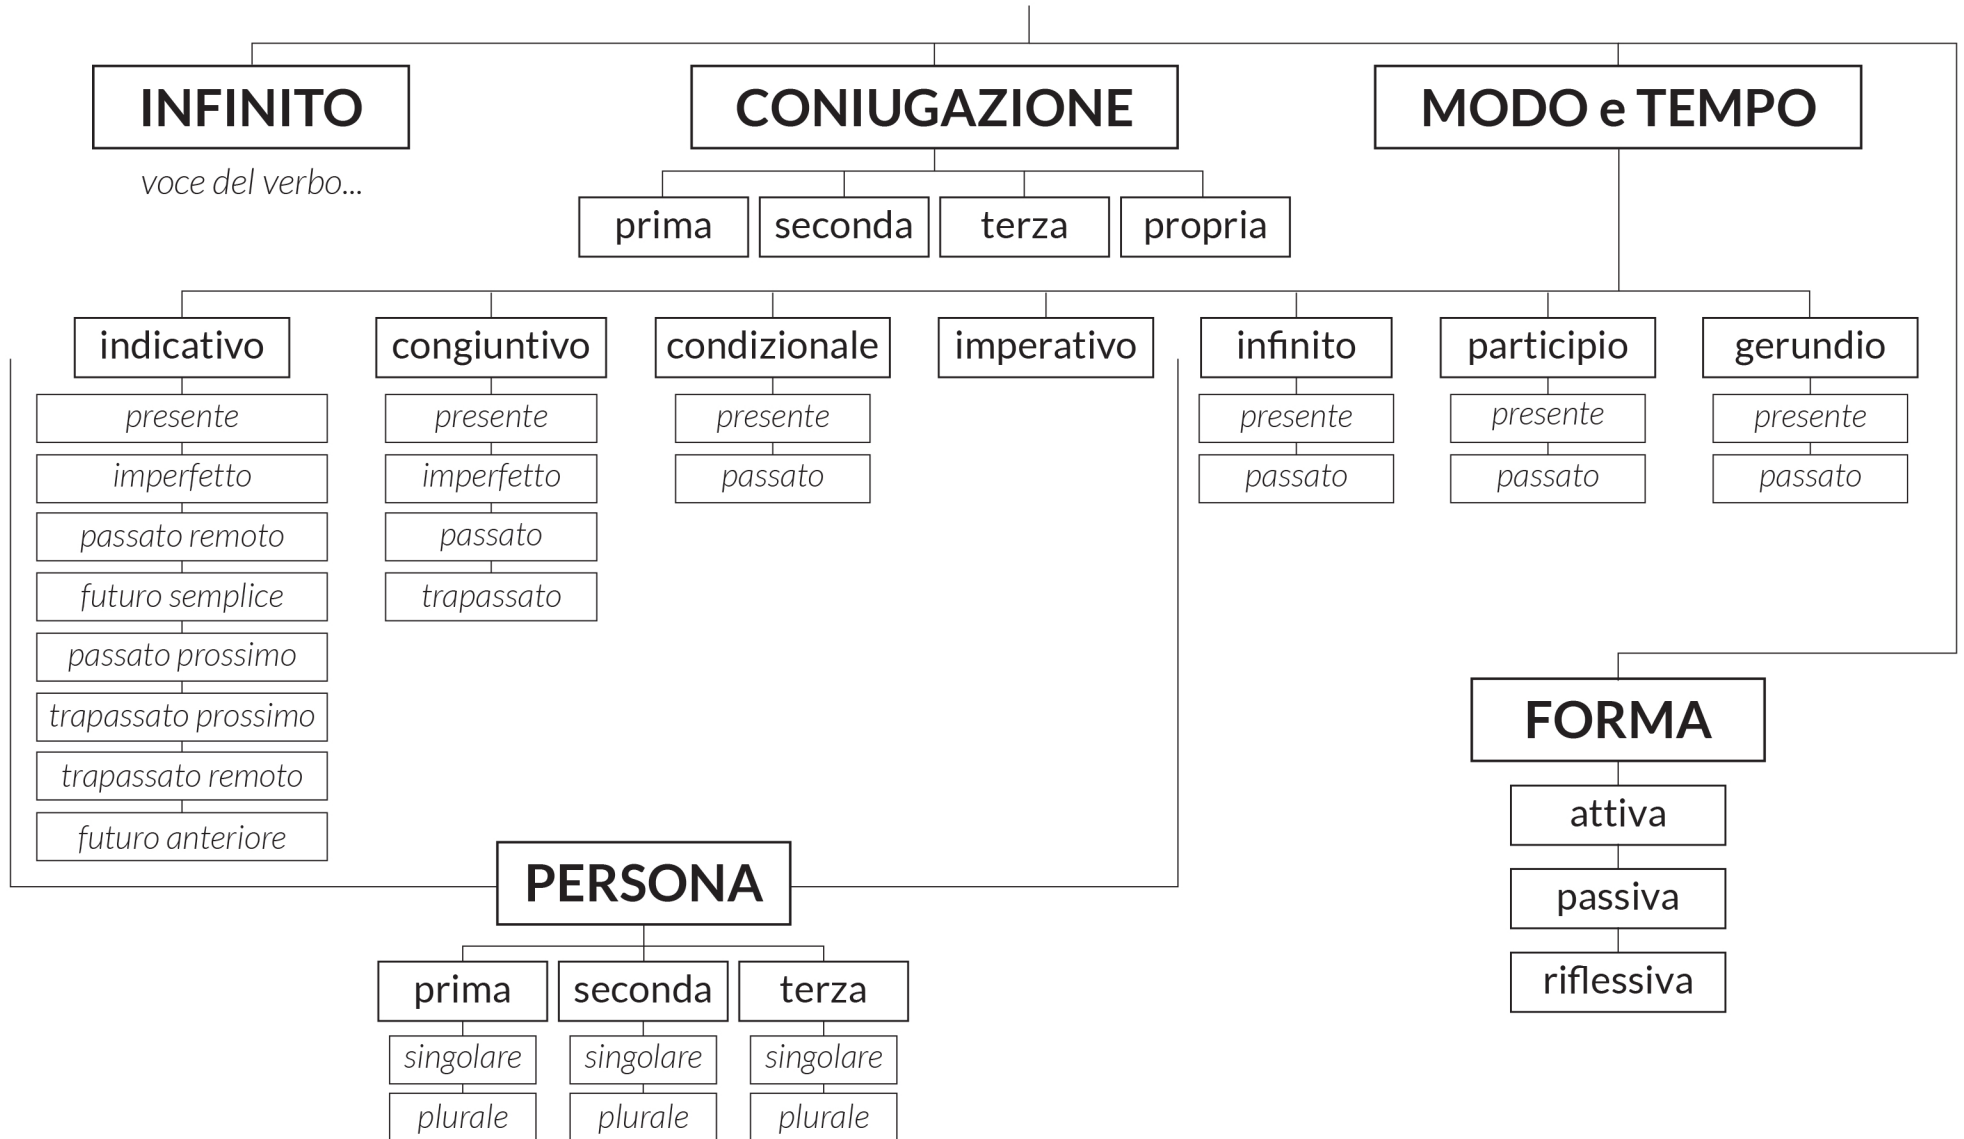 INFINITO
CONIUGAZIONE
MODO e TEMPO
voce del verbo...
prima
seconda
terza
propria
indicativo
congiuntivo
condizionale
imperativo
infinito
participio
gerundio
presente
presente
presente
presente
presente
presente
imperfetto
imperfetto
passato
passato
passato
passato
passato remoto
passato
futuro semplice
trapassato
passato prossimo
trapassato prossimo
trapassato remoto
futuro anteriore
FORMA
attiva
passiva
riflessiva
PERSONA
prima
seconda
terza
singolare
singolare
singolare
plurale
plurale
plurale